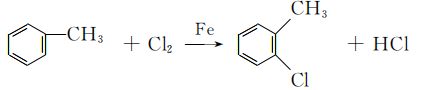 CH₃
Fe
—CH₃ + Cl₂ ⟶ + HCl
Cl